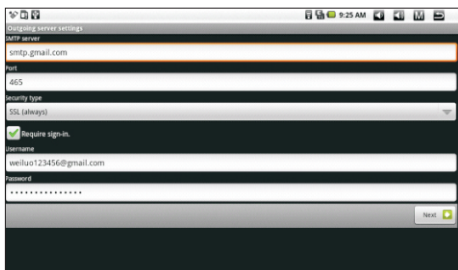 9:25 AM
Outgoing server settings
SMTP server
smtp.gmail.com
Port
465
Security type
SSL (always)
Require sign-in.
Username
weiluo123456@gmail.com
Password
•••••••••••••••
Next